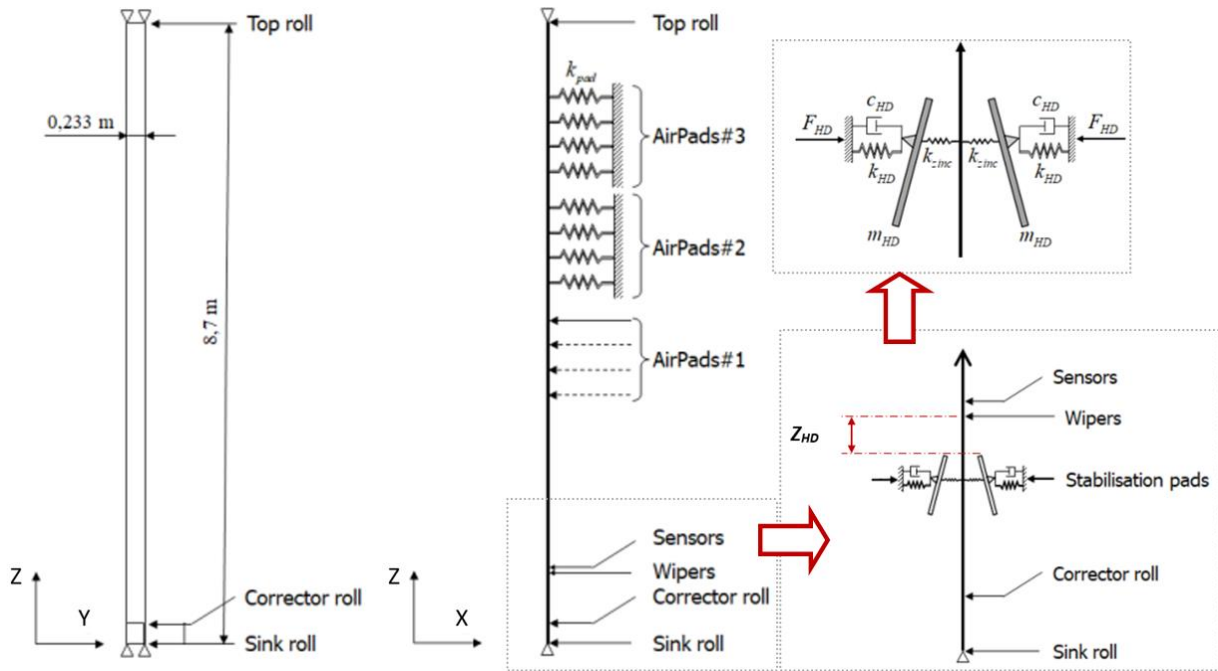 Top roll
0,233 m
8,7 m
Z
Y
Corrector roll
Sink roll
Top roll
k_pad
AirPads#3
AirPads#2
AirPads#1
Sensors
Wipers
Corrector roll
Sink roll
Z
X
c_HD
c_HD
F_HD
F_HD
k_zinc
k_zinc
k_HD
k_HD
m_HD
m_HD
Sensors
Wipers
Z_HD
Stabilisation pads
Corrector roll
Sink roll